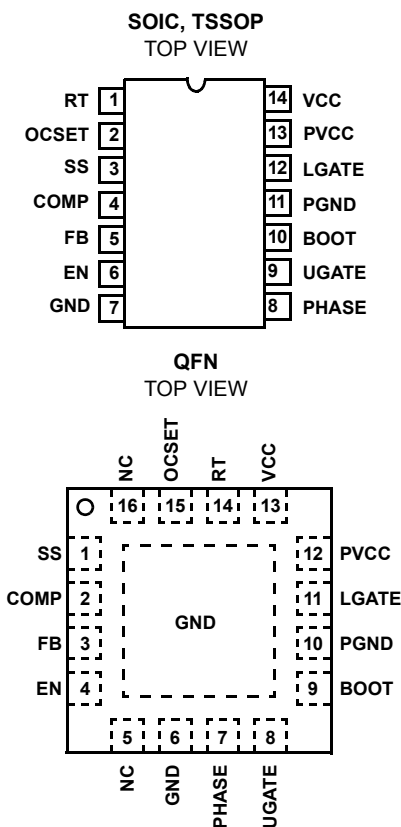 SOIC, TSSOP
TOP VIEW
RT 1 14 VCC
OCSET 2 13 PVCC
SS 3 12 LGATE
COMP 4 11 PGND
FB 5 10 BOOT
EN 6 9 UGATE
GND 7 8 PHASE
QFN
TOP VIEW
NC OCSET RT VCC
16 15 14 13
SS 1 12 PVCC
COMP 2 11 LGATE
GND
FB 3 10 PGND
EN 4 9 BOOT
5 6 7 8
NC GND PHASE UGATE